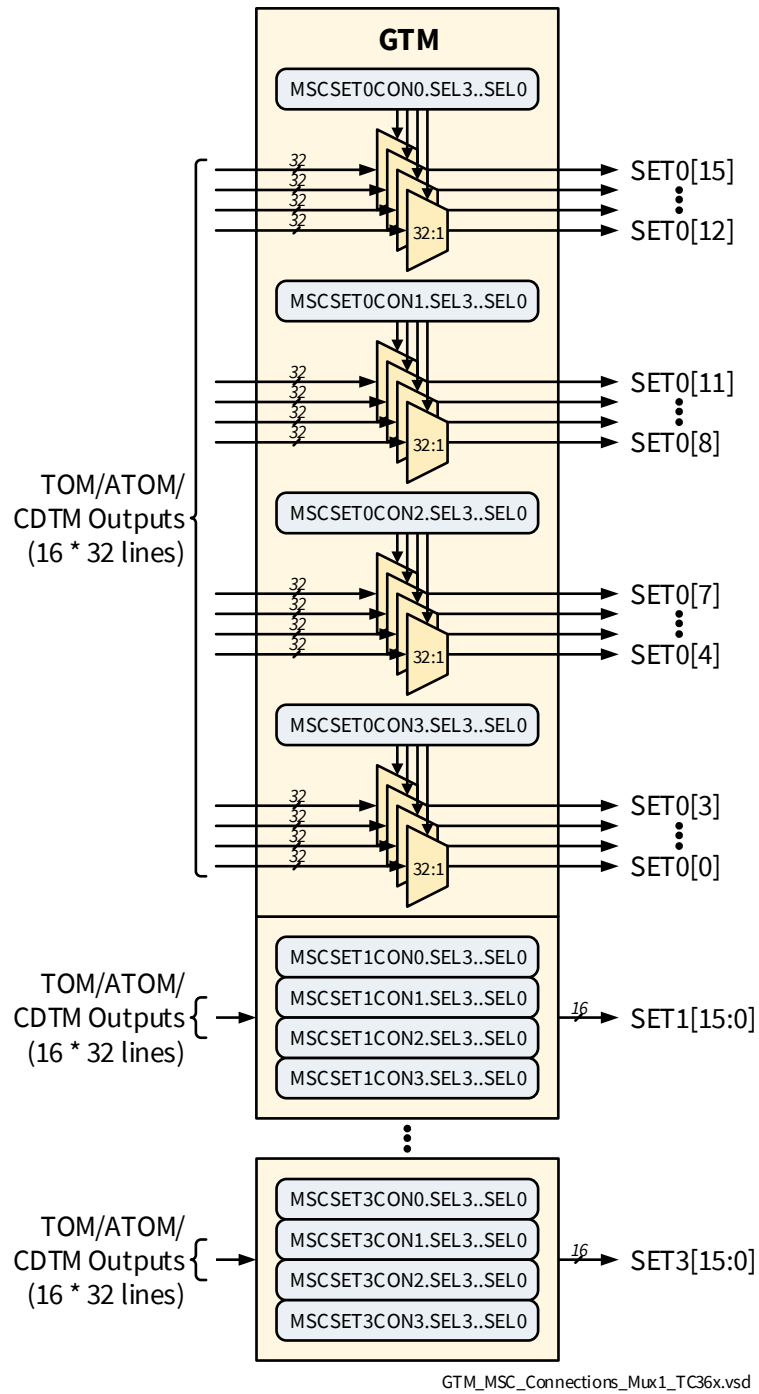 GTM
MSCSET0CON0.SEL3..SEL0
32
SET0[15]
32
32
32
32:1
SET0[12]
MSCSET0CON1.SEL3..SEL0
32
SET0[11]
32
32
32
32:1
SET0[8]
TOM/ATOM/
CDTM Outputs
(16 * 32 lines)
MSCSET0CON2.SEL3..SEL0
32
SET0[7]
32
32
32
32:1
SET0[4]
MSCSET0CON3.SEL3..SEL0
32
SET0[3]
32
32
32
32:1
SET0[0]
TOM/ATOM/
CDTM Outputs
(16 * 32 lines)
MSCSET1CON0.SEL3..SEL0
MSCSET1CON1.SEL3..SEL0
MSCSET1CON2.SEL3..SEL0
MSCSET1CON3.SEL3..SEL0
16
SET1[15:0]
TOM/ATOM/
CDTM Outputs
(16 * 32 lines)
MSCSET3CON0.SEL3..SEL0
MSCSET3CON1.SEL3..SEL0
MSCSET3CON2.SEL3..SEL0
MSCSET3CON3.SEL3..SEL0
16
SET3[15:0]
GTM_MSC_Connections_Mux1_TC36x.vsd